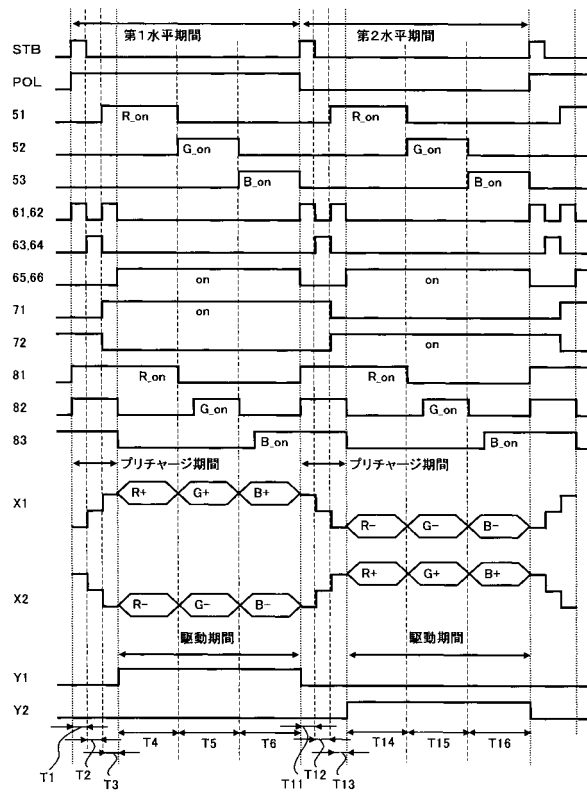 第1水平期間 第2水平期間
STB
POL
51 R_on R_on
52 G_on G_on
53 B_on B_on
61,62
63,64
65,66 on on
71 on
72 on
81 R_on R_on
82 G_on G_on
83 B_on B_on
プリチャージ期間 プリチャージ期間
X1 R+ G+ B+ R- G- B-
X2 R- G- B- R+ G+ B+
駆動期間 駆動期間
Y1
Y2
T1 T2 T3 T4 T5 T6 T11 T12 T13 T14 T15 T16